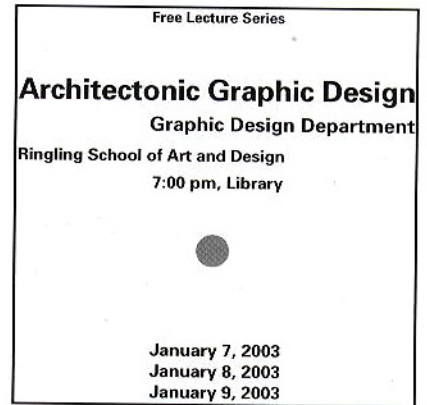 Free Lecture Series
Architectonic Graphic Design
Graphic Design Department
Ringling School of Art and Design
7:00 pm, Library
January 7, 2003
January 8, 2003
January 9, 2003